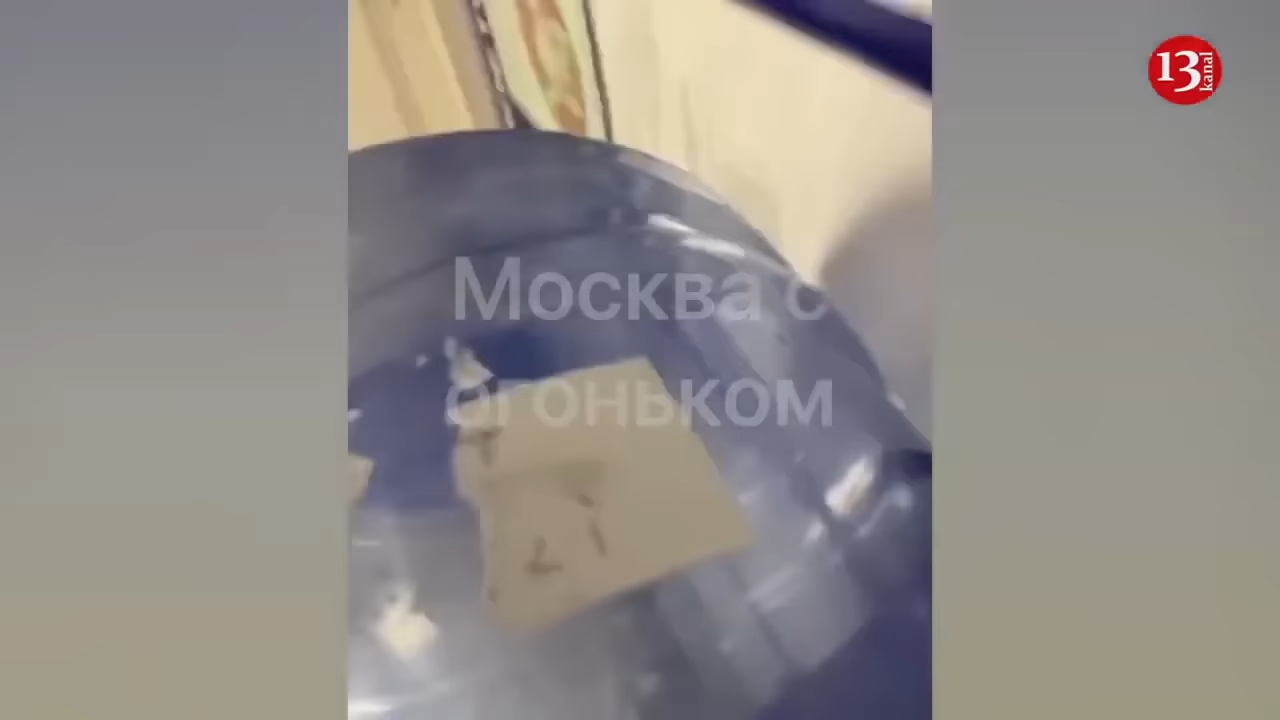 13 kanal
Москва с
огоньком